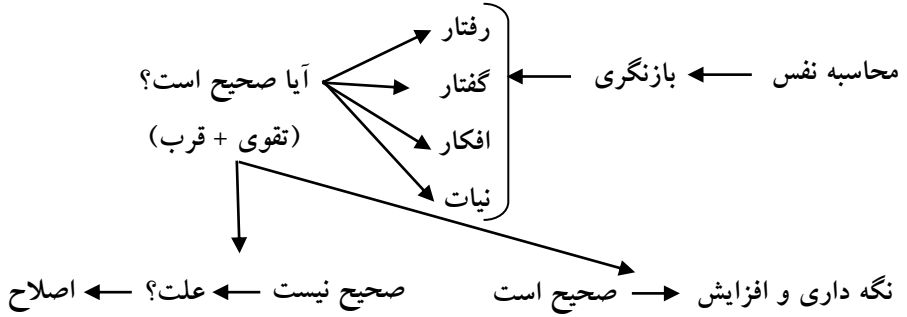 محاسبه نفس
بازنگری
رفتار
گفتار
افکار
نیات
آیا صحیح است؟
(تقوی + قرب)
نگه داری و افزایش
صحیح است
صحیح نیست
علت؟
اصلاح